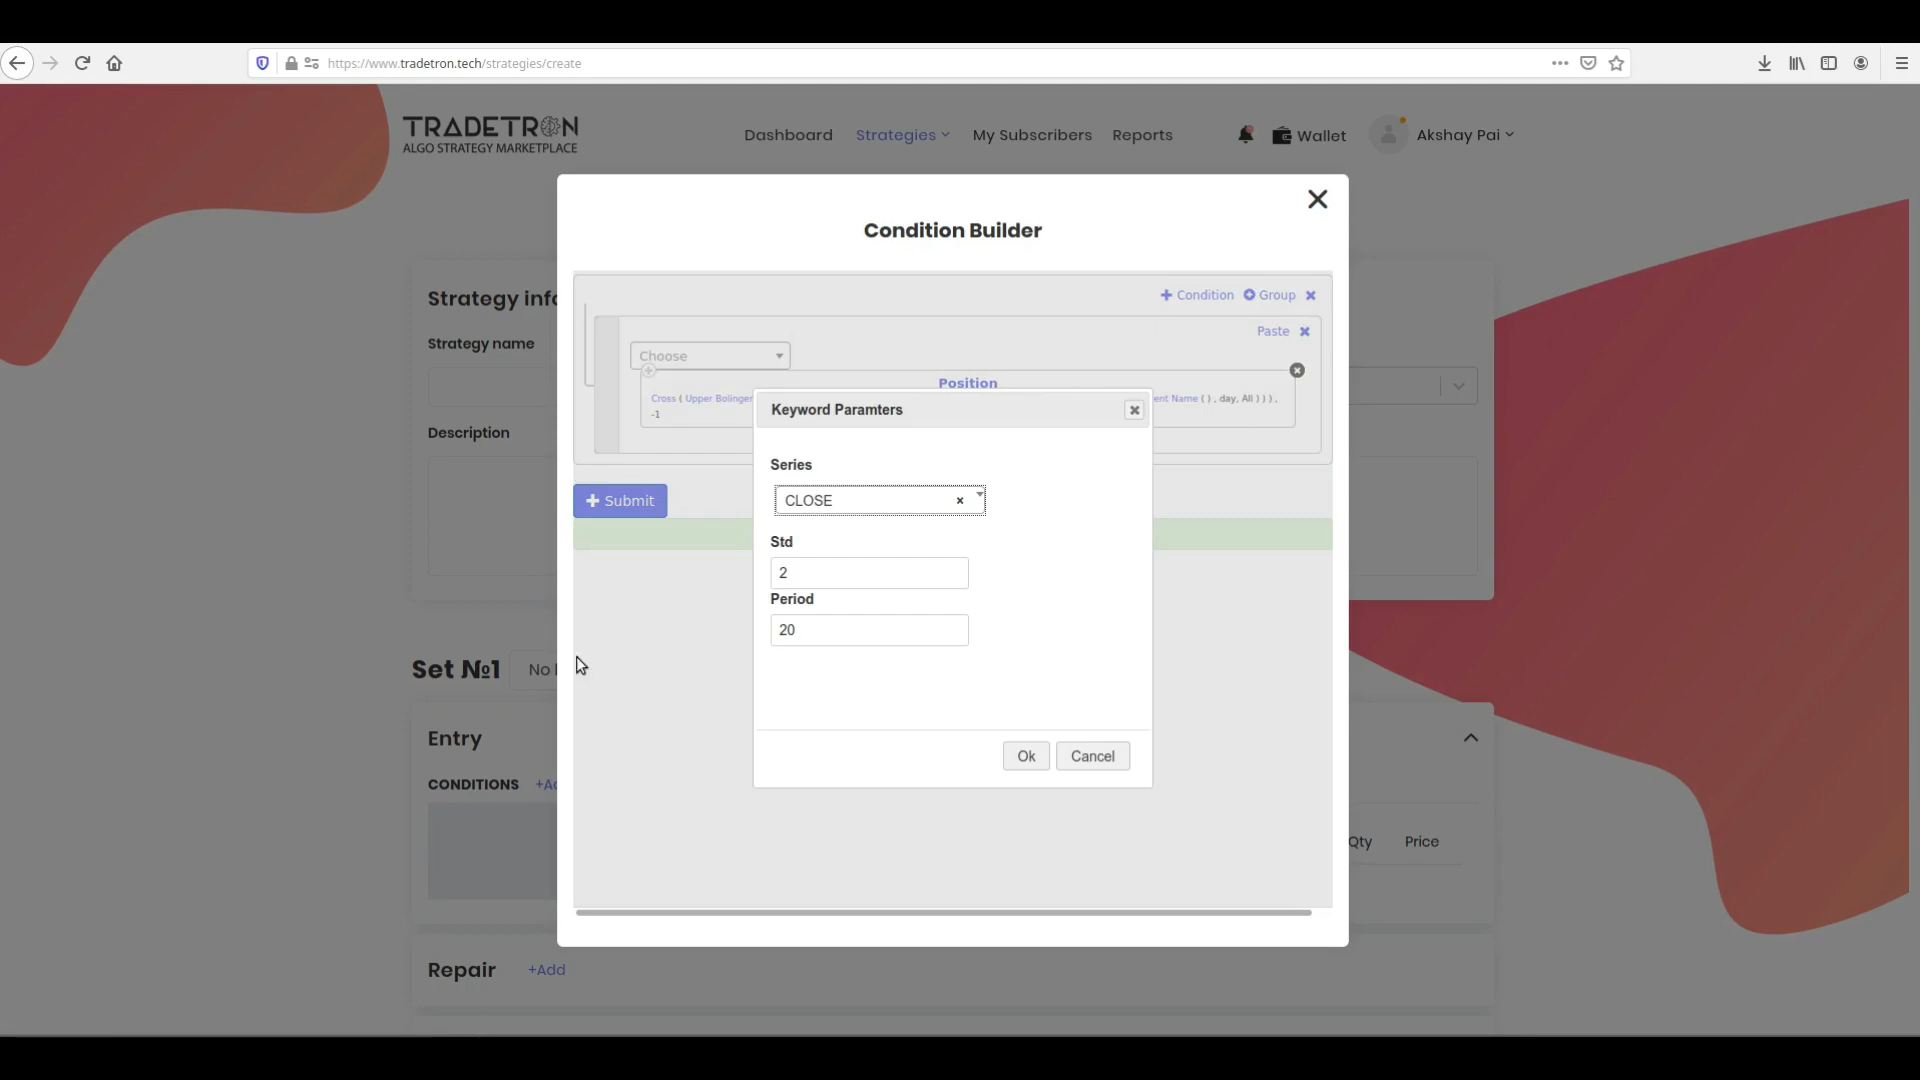 https://www.tradetron.tech/strategies/create
TRADETRON
ALGO STRATEGY MARKETPLACE
Dashboard Strategies My Subscribers Reports Wallet Akshay Pai
Condition Builder
Strategy info
+ Condition Group
Paste
Strategy name
Choose
Position
Cross ( Upper Bolinger ent Name ( ) , day, All ) ) ) ,
-1
Keyword Paramters
Description
Series
CLOSE
+ Submit
Std
2
Period
20
Set №1 No
Entry
Ok Cancel
CONDITIONS +Ad
Qty Price
Repair +Add